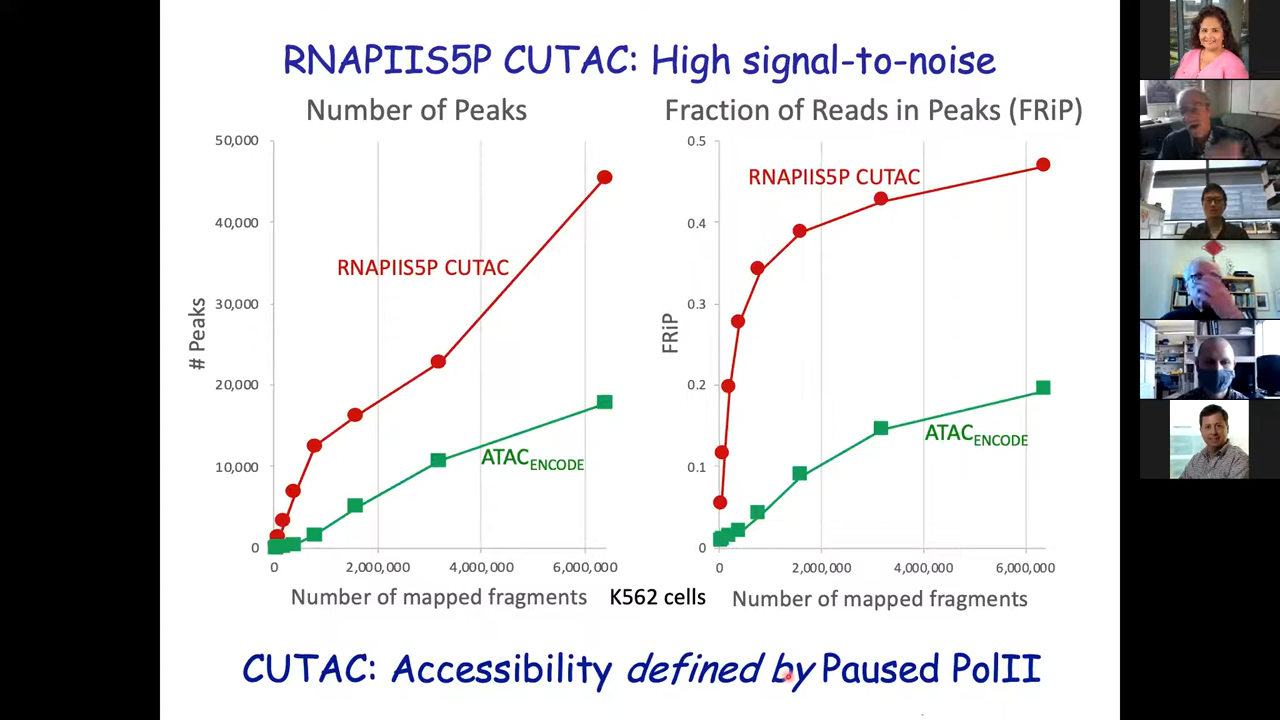 RNAPIIS5P CUTAC: High signal-to-noise
Number of Peaks
# Peaks
50,000
40,000
30,000
20,000
10,000
0
RNAPIIS5P CUTAC
ATAC ENCODE
0 2,000,000 4,000,000 6,000,000
Number of mapped fragments
Fraction of Reads in Peaks (FRiP)
FRiP
0.5
0.4
0.3
0.2
0.1
0
RNAPIIS5P CUTAC
ATAC ENCODE
0 2,000,000 4,000,000 6,000,000
Number of mapped fragments
K562 cells
CUTAC: Accessibility defined by Paused PolII